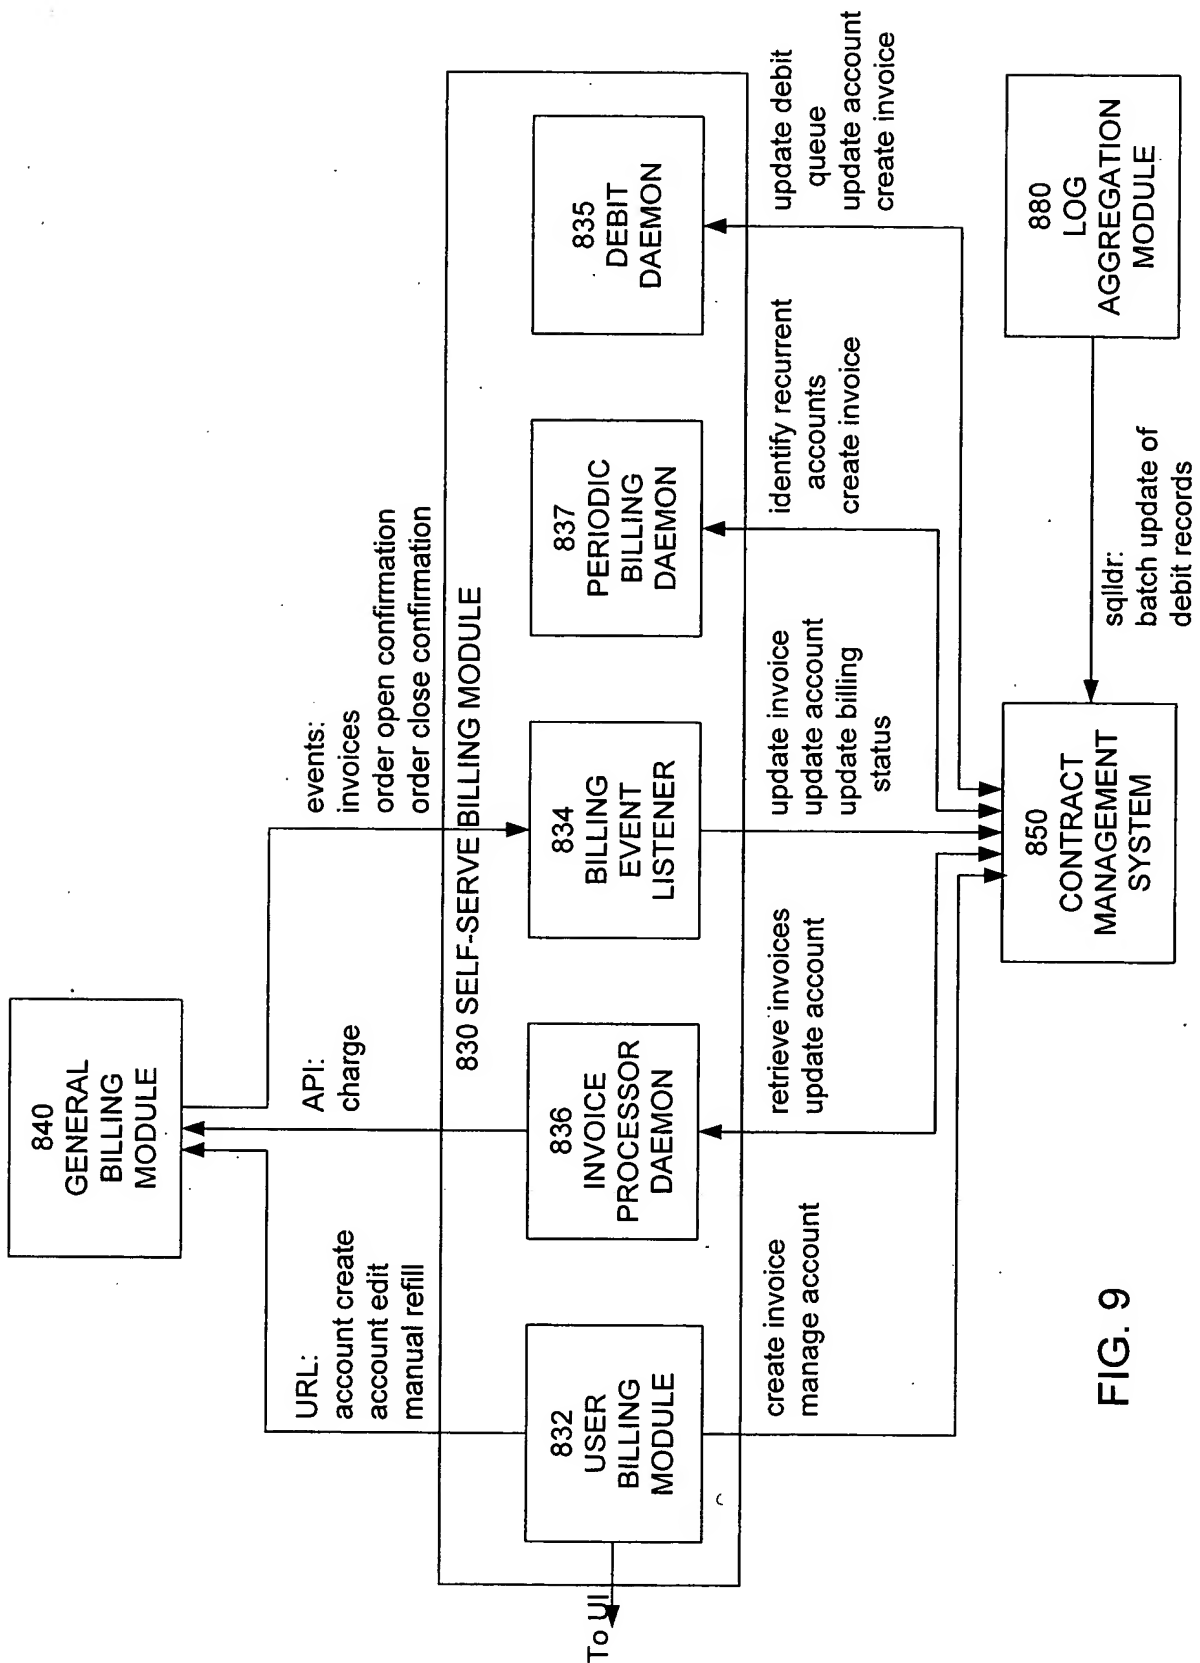 840
GENERAL
BILLING
MODULE
URL:
account create
account edit
manual refill
API:
charge
events:
invoices
order open confirmation
order close confirmation
830 SELF-SERVE BILLING MODULE
To UI
832
USER
BILLING
MODULE
836
INVOICE
PROCESSOR
DAEMON
834
BILLING
EVENT
LISTENER
837
PERIODIC
BILLING
DAEMON
835
DEBIT
DAEMON
create invoice
manage account
retrieve invoices
update account
update invoice
update account
update billing
status
identify recurrent
accounts
create invoice
update debit
queue
update account
create invoice
850
CONTRACT
MANAGEMENT
SYSTEM
sqlldr:
batch update of
debit records
880
LOG
AGGREGATION
MODULE
FIG. 9